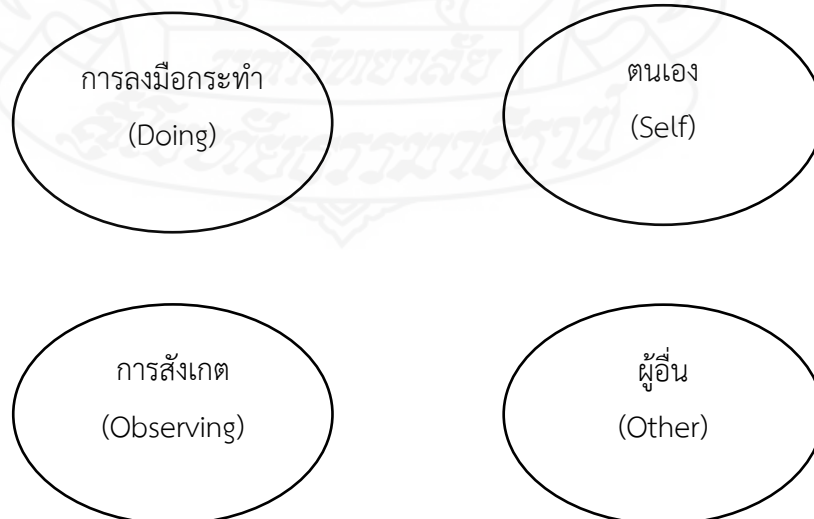 การลงมือกระทำ
(Doing)
ตนเอง
(Self)
การสังเกต
(Observing)
ผู้อื่น
(Other)